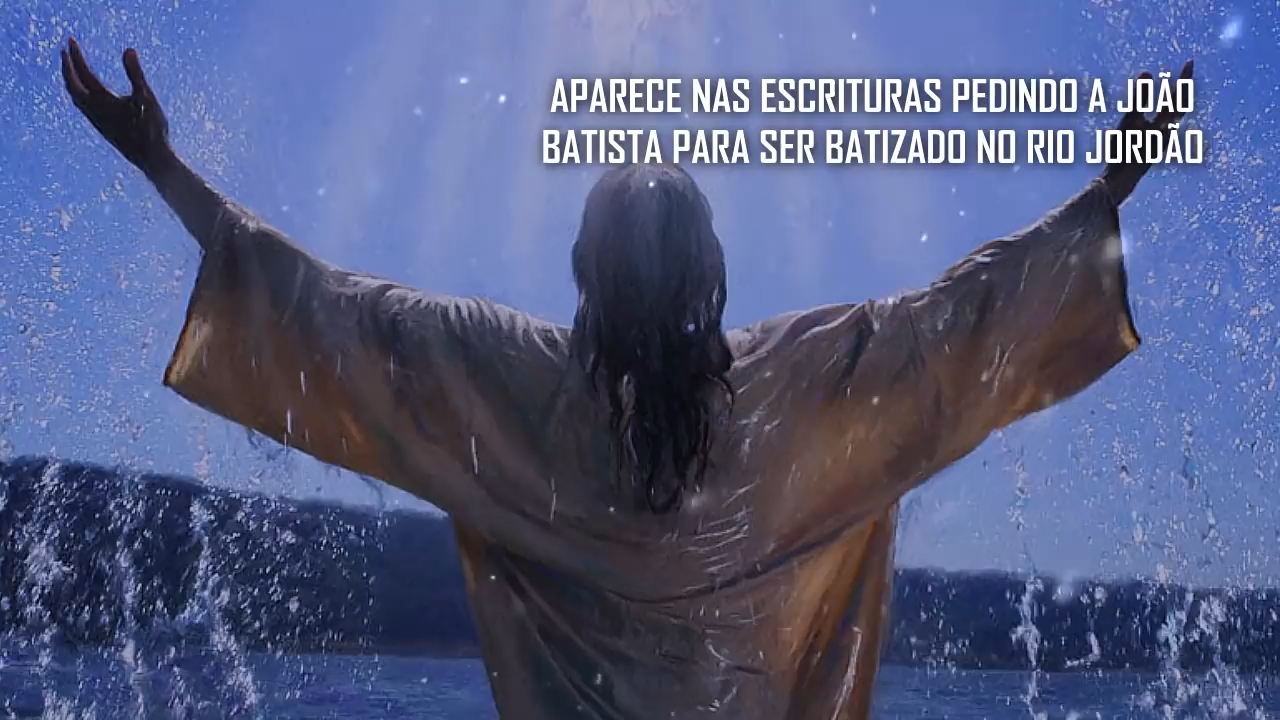 APARECE NAS ESCRITURAS PEDINDO A JOÃO
BATISTA PARA SER BATIZADO NO RIO JORDÃO